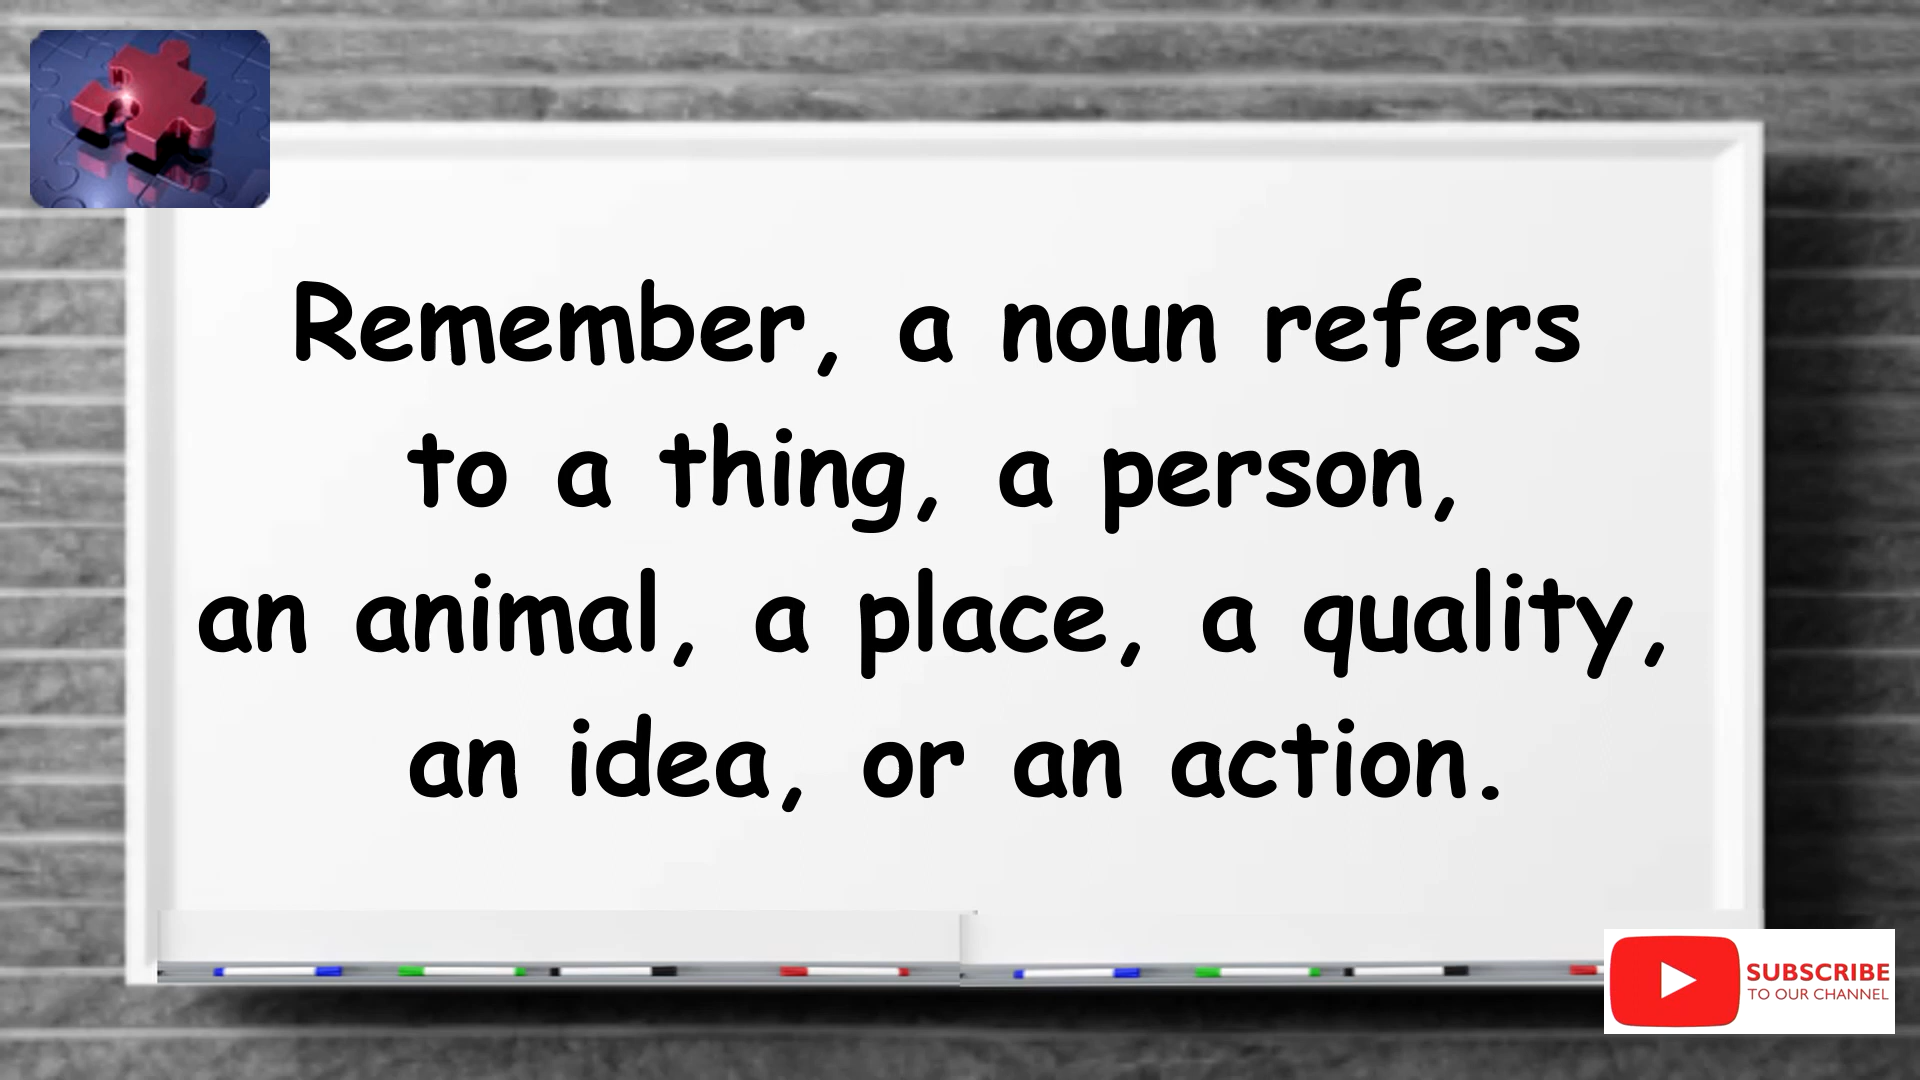 Remember, a noun refers
to a thing, a person,
an animal, a place, a quality,
an idea, or an action.
SUBSCRIBE
TO OUR CHANNEL